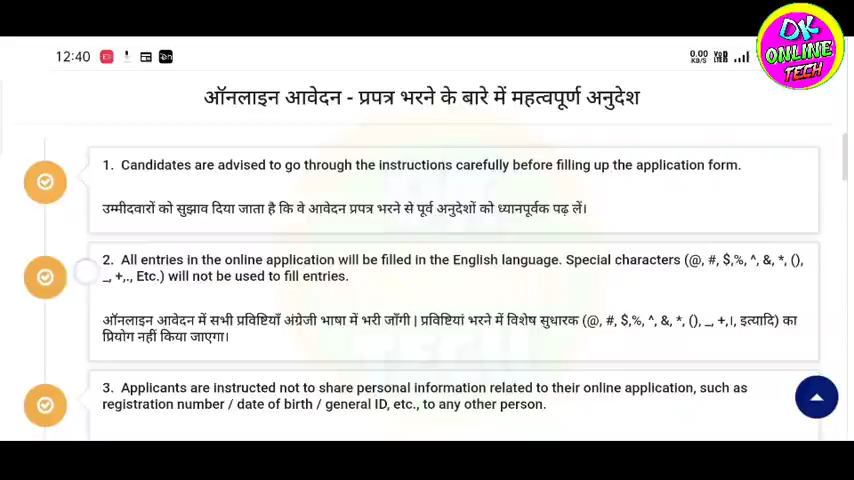 12:40
0.00
KB/S
DK
ONLINE
TECH
ऑनलाइन आवेदन - प्रपत्र भरने के बारे में महत्वपूर्ण अनुदेश
1. Candidates are advised to go through the instructions carefully before filling up the application form.
उम्मीदवारों को सुझाव दिया जाता है कि वे आवेदन प्रपत्र भरने से पूर्व अनुदेशों को ध्यानपूर्वक पढ़ लें।
2. All entries in the online application will be filled in the English language. Special characters (@, #, $,%, ^, &, *, (),
_, +,., Etc.) will not be used to fill entries.
ऑनलाइन आवेदन में सभी प्रविष्टियाँ अंग्रेजी भाषा में भरी जाँगी | प्रविष्टियां भरने में विशेष सुधारक (@, #, $,%, ^, &, *, (), _, +,।, इत्यादि) का
प्रियोग नहीं किया जाएगा।
3. Applicants are instructed not to share personal information related to their online application, such as
registration number / date of birth / general ID, etc., to any other person.